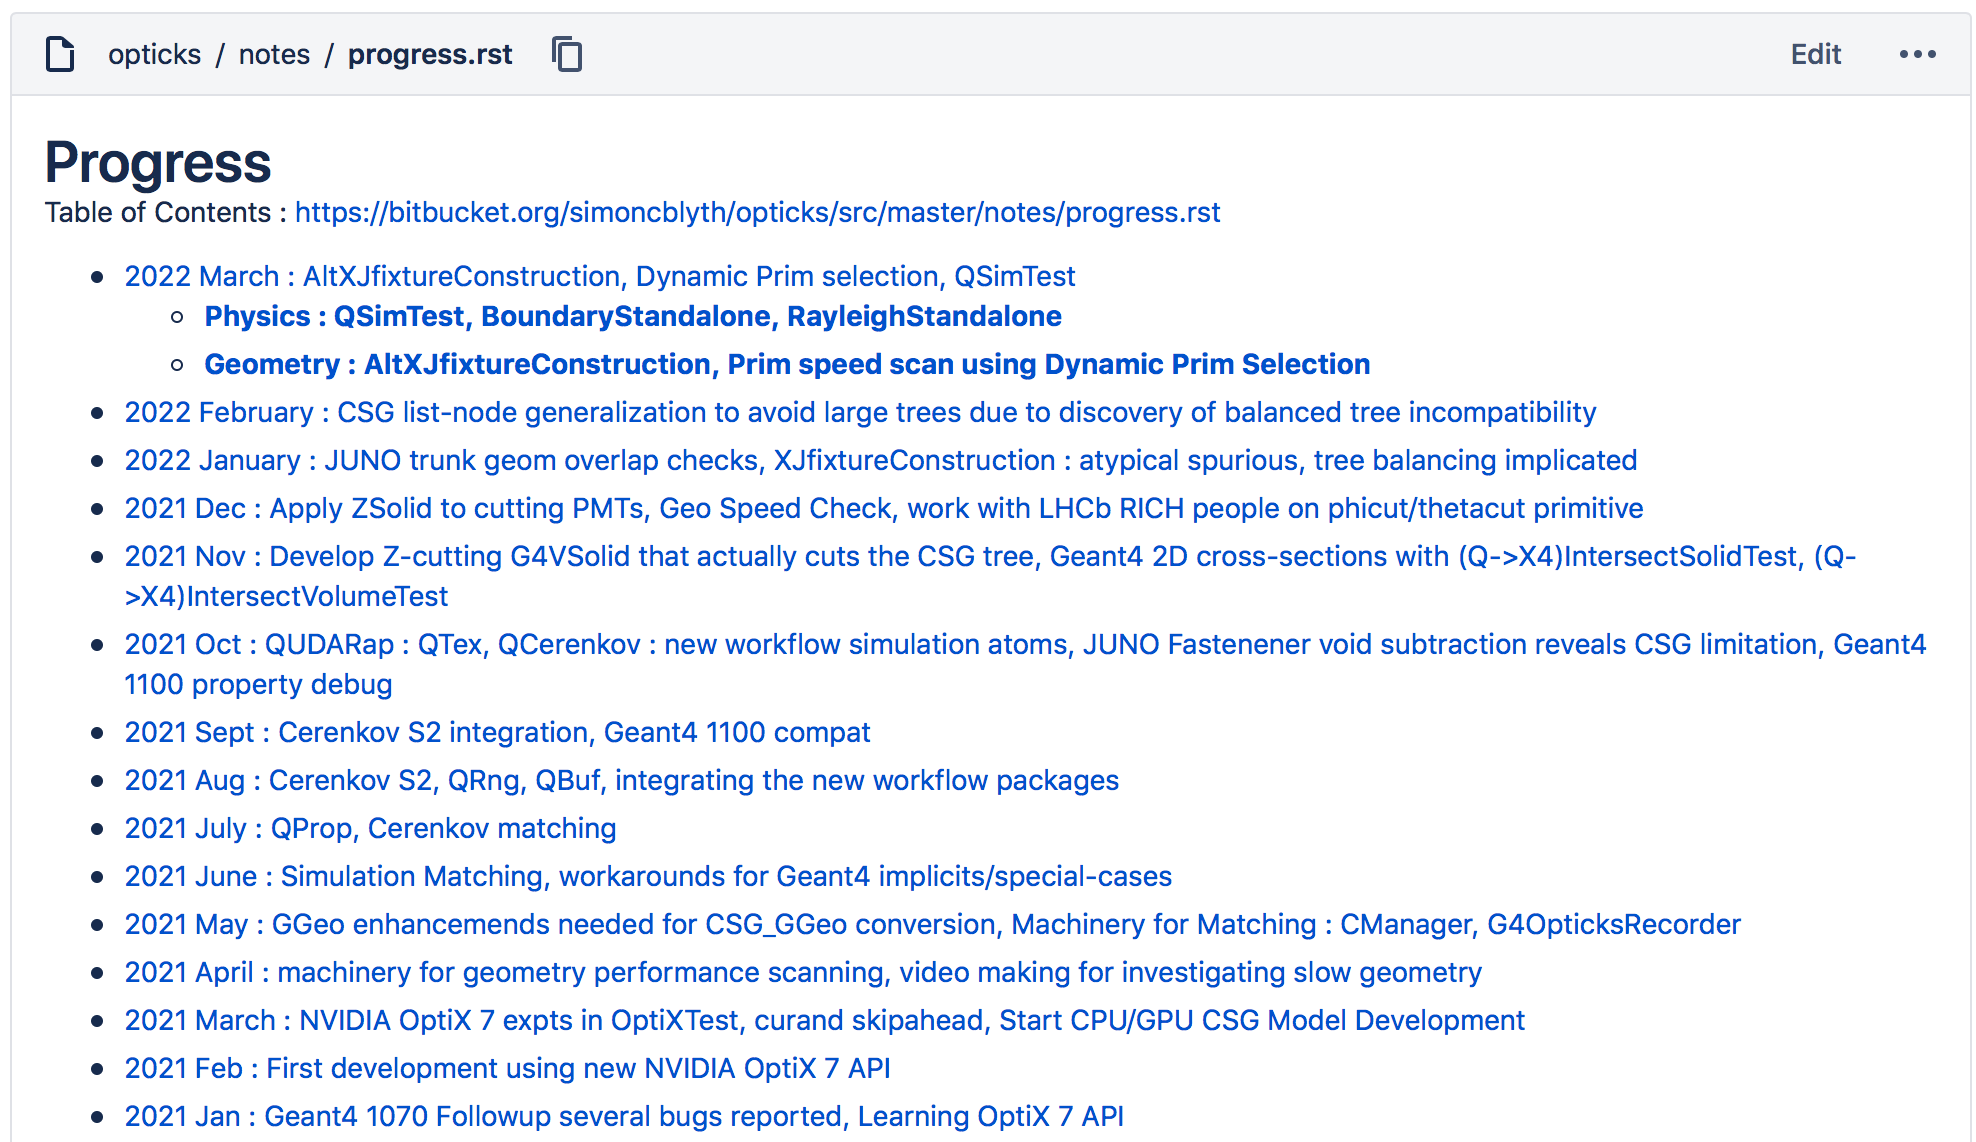 opticks / notes / progress.rst
Edit
Progress
Table of Contents : https://bitbucket.org/simoncblyth/opticks/src/master/notes/progress.rst
2022 March : AltXJfixtureConstruction, Dynamic Prim selection, QSimTest
Physics : QSimTest, BoundaryStandalone, RayleighStandalone
Geometry : AltXJfixtureConstruction, Prim speed scan using Dynamic Prim Selection
2022 February : CSG list-node generalization to avoid large trees due to discovery of balanced tree incompatibility
2022 January : JUNO trunk geom overlap checks, XJfixtureConstruction : atypical spurious, tree balancing implicated
2021 Dec : Apply ZSolid to cutting PMTs, Geo Speed Check, work with LHCb RICH people on phicut/thetacut primitive
2021 Nov : Develop Z-cutting G4VSolid that actually cuts the CSG tree, Geant4 2D cross-sections with (Q->X4)IntersectSolidTest, (Q-
>X4)IntersectVolumeTest
2021 Oct : QUDARap : QTex, QCerenkov : new workflow simulation atoms, JUNO Fastenener void subtraction reveals CSG limitation, Geant4
1100 property debug
2021 Sept : Cerenkov S2 integration, Geant4 1100 compat
2021 Aug : Cerenkov S2, QRng, QBuf, integrating the new workflow packages
2021 July : QProp, Cerenkov matching
2021 June : Simulation Matching, workarounds for Geant4 implicits/special-cases
2021 May : GGeo enhancemends needed for CSG_GGeo conversion, Machinery for Matching : CManager, G4OpticksRecorder
2021 April : machinery for geometry performance scanning, video making for investigating slow geometry
2021 March : NVIDIA OptiX 7 expts in OptiXTest, curand skipahead, Start CPU/GPU CSG Model Development
2021 Feb : First development using new NVIDIA OptiX 7 API
2021 Jan : Geant4 1070 Followup several bugs reported, Learning OptiX 7 API